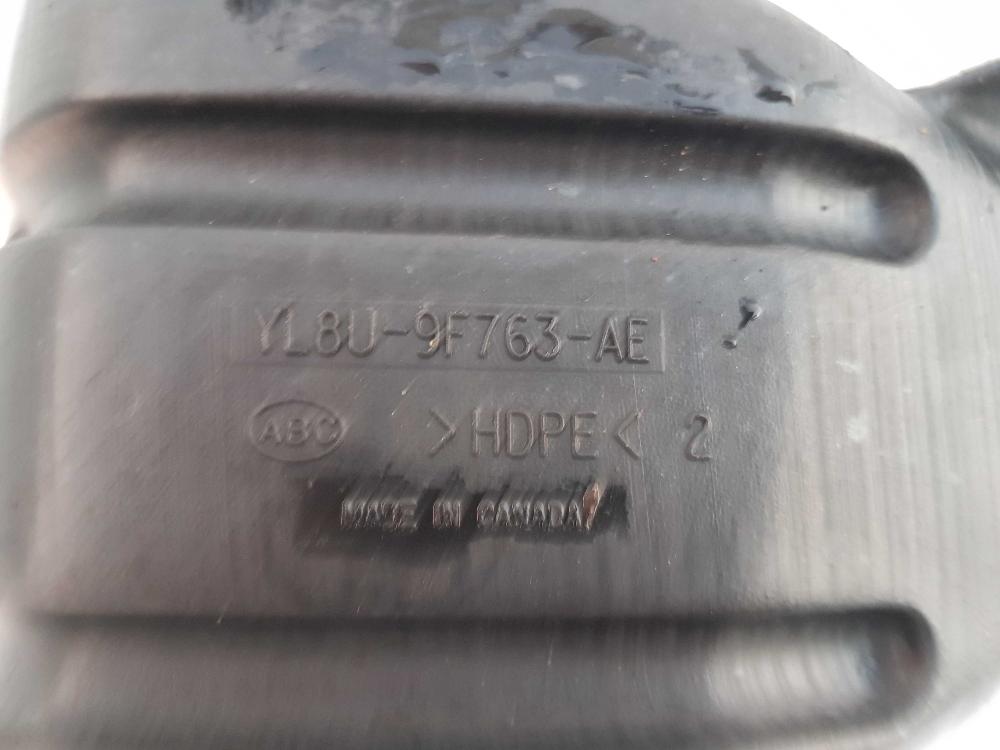 YL8U-9F763-AE
ABC >HDPE< 2
MADE IN CANADA